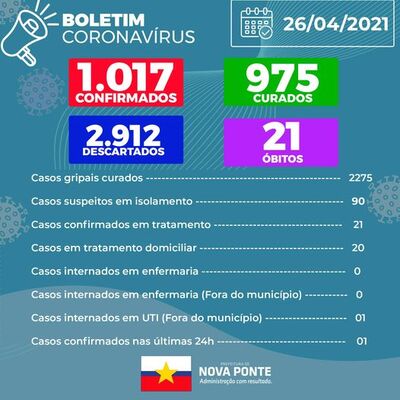 BOLETIM
CORONAVÍRUS
26/04/2021
1.017
CONFIRMADOS
975
CURADOS
2.912
DESCARTADOS
21
ÓBITOS
Casos gripais curados ---------------------------------- 2275
Casos suspeitos em isolamento ---------------------- 90
Casos confirmados em tratamento ------------------ 21
Casos em tratamento domiciliar --------------------- 20
Casos internados em enfermaria --------------------- 0
Casos internados em enfermaria (Fora do município) ---------- 0
Casos internados em UTI (Fora do município) ------------- 01
Casos confirmados nas últimas 24h ------------------- 01
PREFEITURA DE
NOVA PONTE
Administração com resultado.